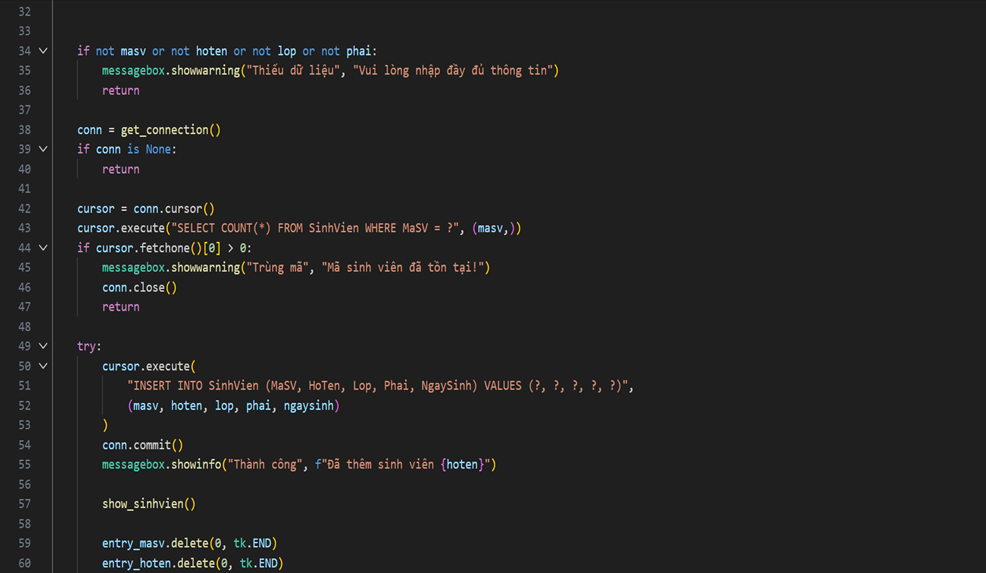 32
33
34 if not masv or not hoten or not lop or not phai:
35 messagebox.showwarning("Thiếu dữ liệu", "Vui lòng nhập đầy đủ thông tin")
36 return
37
38 conn = get_connection()
39 if conn is None:
40 return
41
42 cursor = conn.cursor()
43 cursor.execute("SELECT COUNT(*) FROM SinhVien WHERE MaSV = ?", (masv,))
44 if cursor.fetchone()[0] > 0:
45 messagebox.showwarning("Trùng mã", "Mã sinh viên đã tồn tại!")
46 conn.close()
47 return
48
49 try:
50 cursor.execute(
51 "INSERT INTO SinhVien (MaSV, HoTen, Lop, Phai, NgaySinh) VALUES (?, ?, ?, ?, ?)",
52 (masv, hoten, lop, phai, ngaysinh)
53 )
54 conn.commit()
55 messagebox.showinfo("Thành công", f"Đã thêm sinh viên {hoten}")
56
57 show_sinhvien()
58
59 entry_masv.delete(0, tk.END)
60 entry_hoten.delete(0, tk.END)